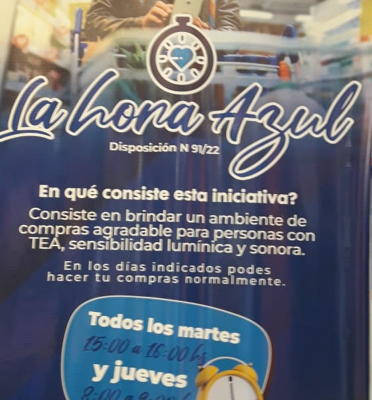 La hora Azul
Disposición N 91/22
En qué consiste esta iniciativa?
Consiste en brindar un ambiente de
compras agradable para personas con
TEA, sensibilidad lumínica y sonora.
En los días indicados podes
hacer tu compras normalmente.
Todos los martes
15:00 a 16:00 hs
y jueves